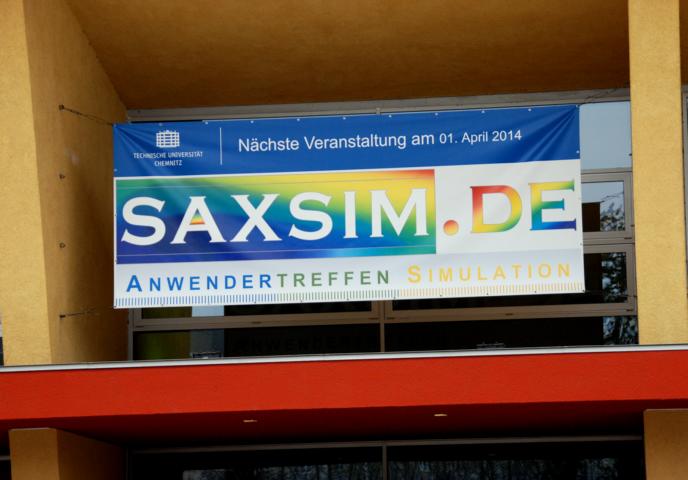 TECHNISCHE UNIVERSITÄT
CHEMNITZ
Nächste Veranstaltung am 01. April 2014
SAXSIM.DE
ANWENDERTREFFEN SIMULATION